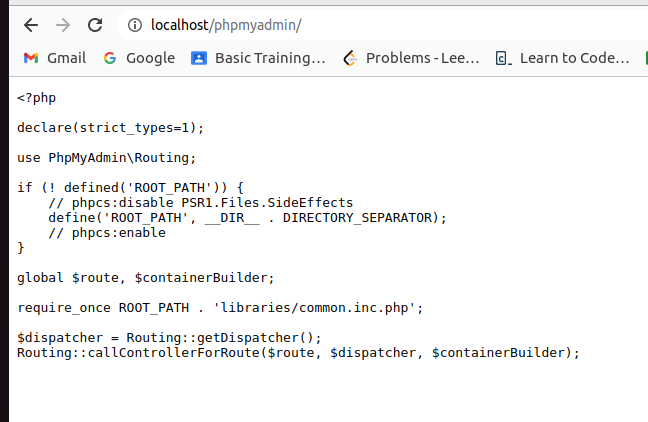 localhost/phpmyadmin/
Gmail Google Basic Training... Problems - Lee... Learn to Code...
<?php
declare(strict_types=1);
use PhpMyAdmin\Routing;
if (! defined('ROOT_PATH')) {
    // phpcs:disable PSR1.Files.SideEffects
    define('ROOT_PATH', __DIR__ . DIRECTORY_SEPARATOR);
    // phpcs:enable
}
global $route, $containerBuilder;
require_once ROOT_PATH . 'libraries/common.inc.php';
$dispatcher = Routing::getDispatcher();
Routing::callControllerForRoute($route, $dispatcher, $containerBuilder);